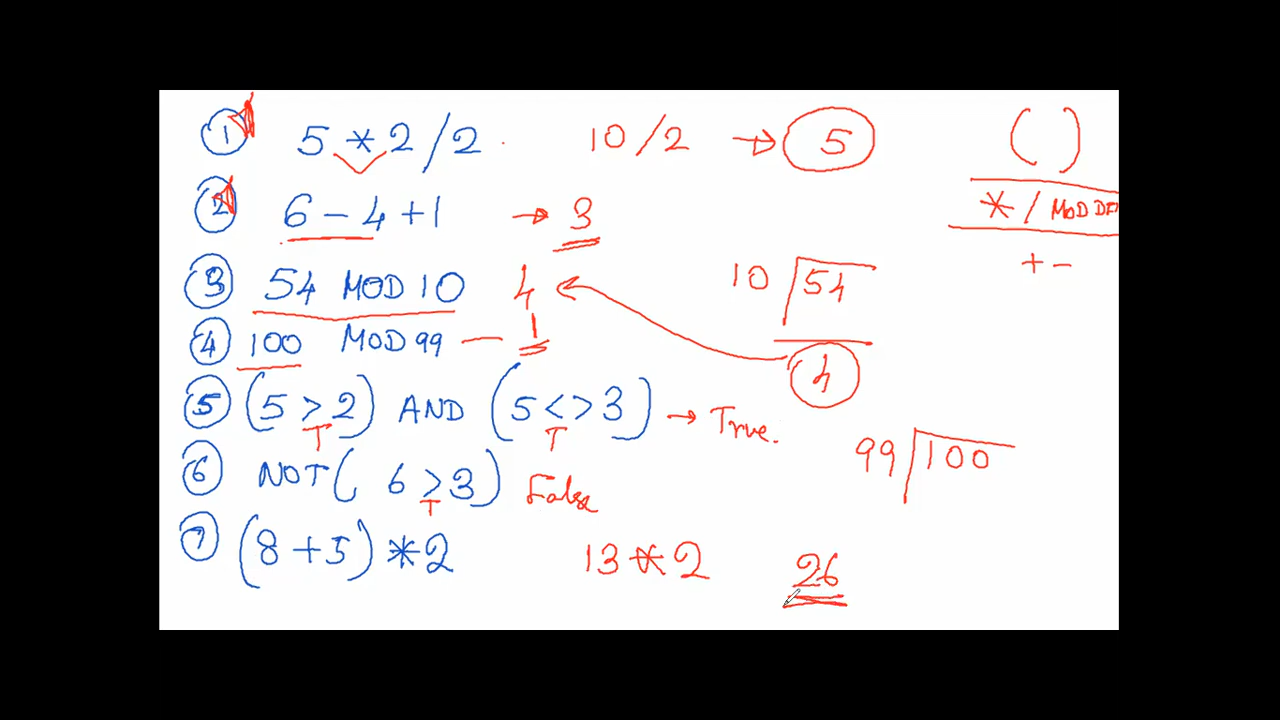 ① 5 * 2 / 2 10 / 2 → 5 ( )
② 6 - 4 + 1 → 3 * / MOD
+ -
③ 54 MOD 10 4 10 54
4
④ 100 MOD 99 — 1
⑤ (5 > 2) AND (5 <> 3) → True.
T T
99 100
⑥ NOT( 6 > 3) False
T
⑦ (8 + 5) * 2 13 * 2 26